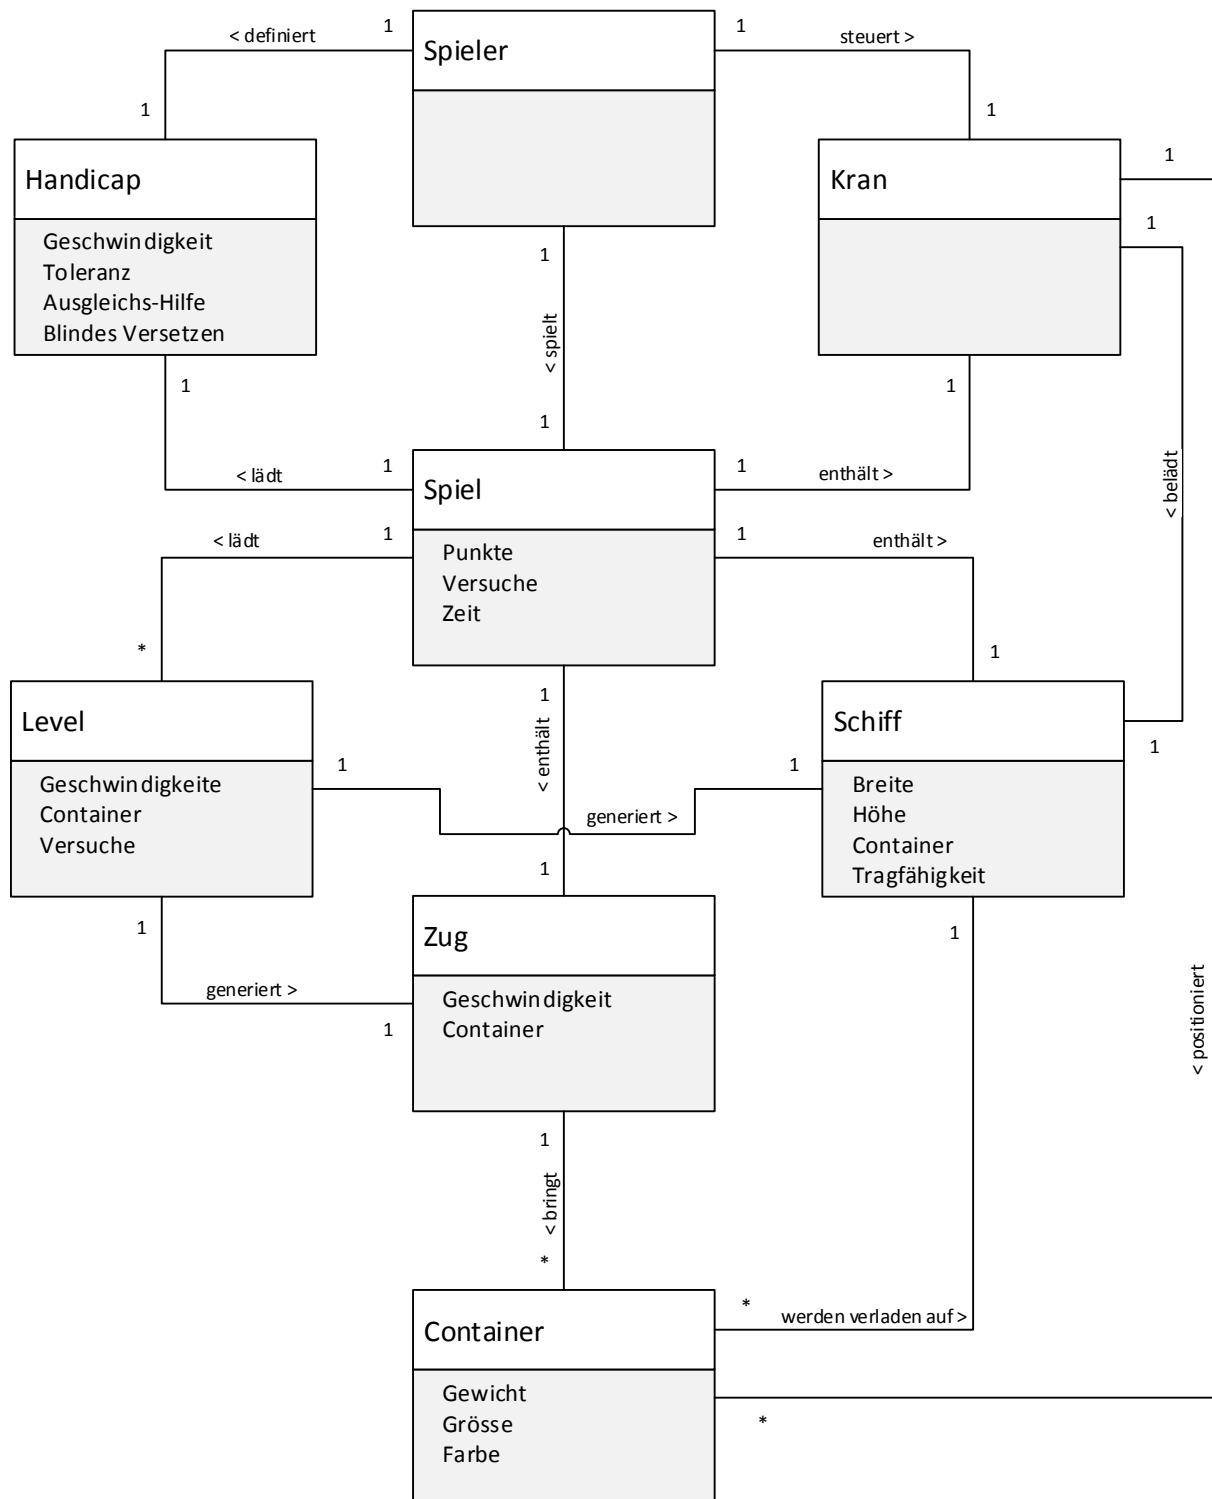 < definiert
1
Spieler
1
steuert >
1
Handicap
Geschwindigkeit
Toleranz
Ausgleichs-Hilfe
Blindes Versetzen
1
Kran
1
1
1
< spielt
1
1
< lädt
1
Spiel
Punkte
Versuche
Zeit
1
enthält >
1
< belädt
< lädt
1
*
1
enthält >
1
Level
Geschwindigkeite
Container
Versuche
1
1
< enthält
1
generiert >
1
Schiff
Breite
Höhe
Container
Tragfähigkeit
1
1
generiert >
1
Zug
Geschwindigkeit
Container
1
< positioniert
1
< bringt
*
Container
Gewicht
Grösse
Farbe
*
werden verladen auf >
*